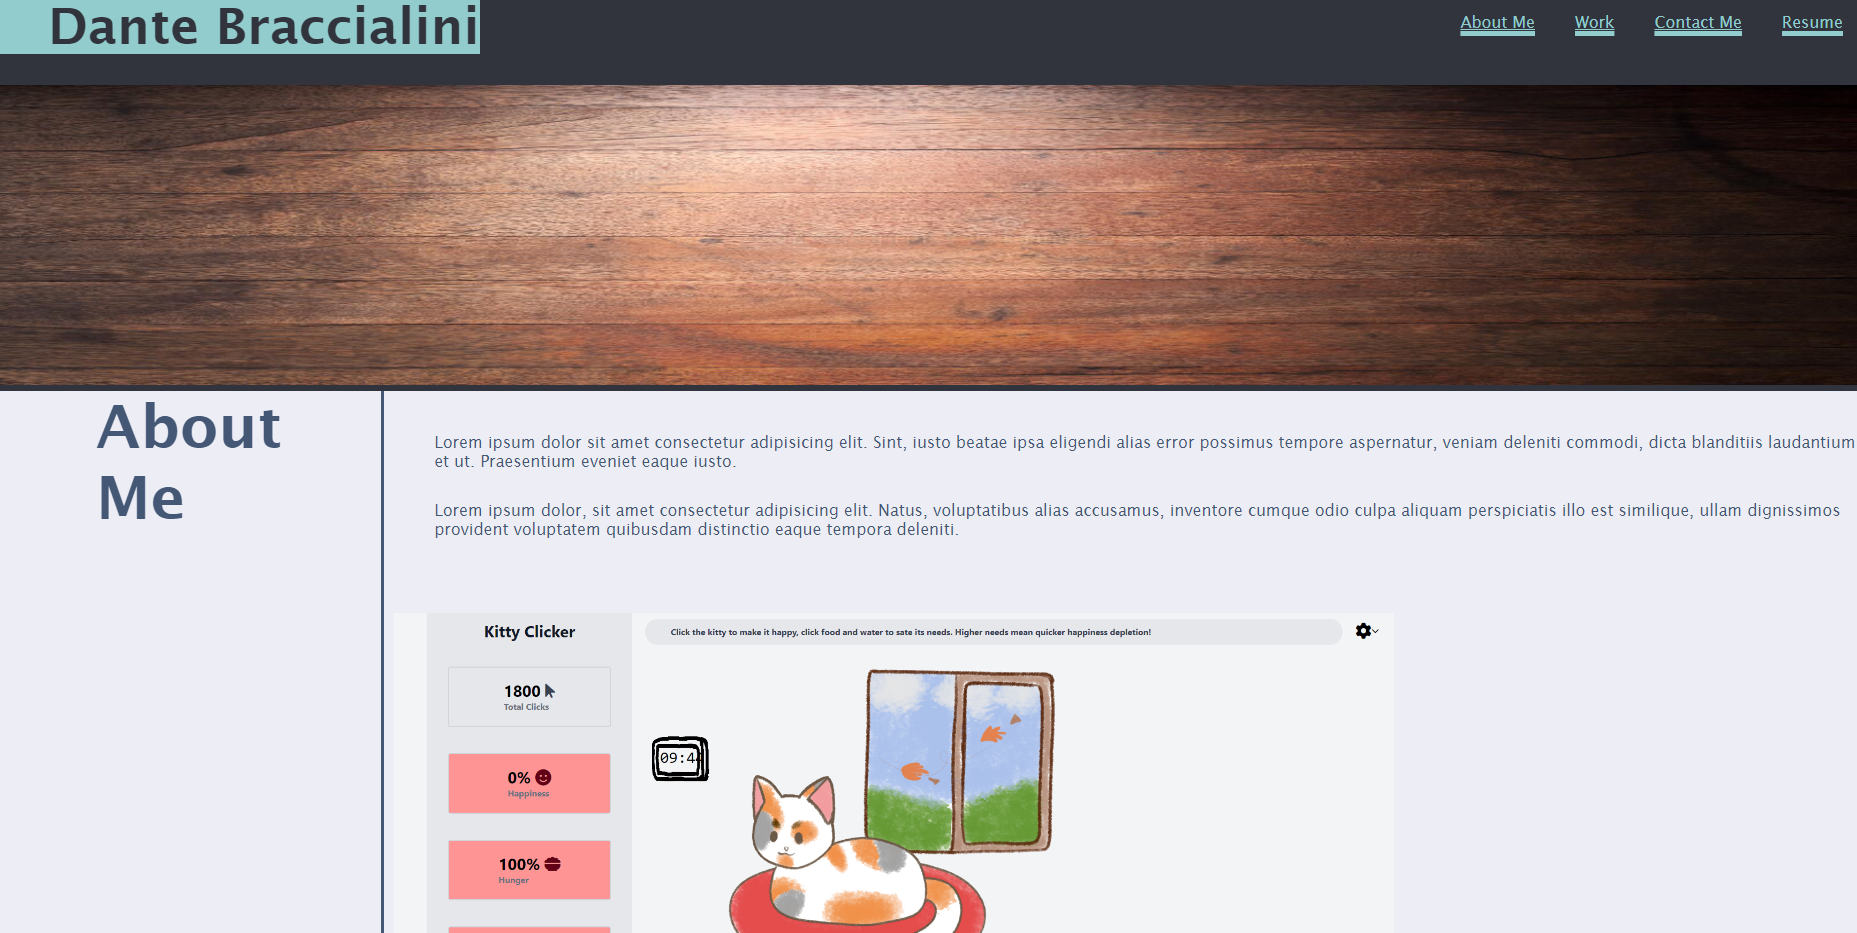 Dante Braccialini
About Me Work Contact Me Resume
About
Me
Lorem ipsum dolor sit amet consectetur adipisicing elit. Sint, iusto beatae ipsa eligendi alias error possimus tempore aspernatur, veniam deleniti commodi, dicta blanditiis laudantium
et ut. Praesentium eveniet eaque iusto.
Lorem ipsum dolor, sit amet consectetur adipisicing elit. Natus, voluptatibus alias accusamus, inventore cumque odio culpa aliquam perspiciatis illo est similique, ullam dignissimos
provident voluptatem quibusdam distinctio eaque tempora deleniti.
Kitty Clicker
Click the kitty to make it happy, click food and water to sate its needs. Higher needs mean quicker happiness depletion!
1800
Total Clicks
09:44
0%
Happiness
100%
Hunger